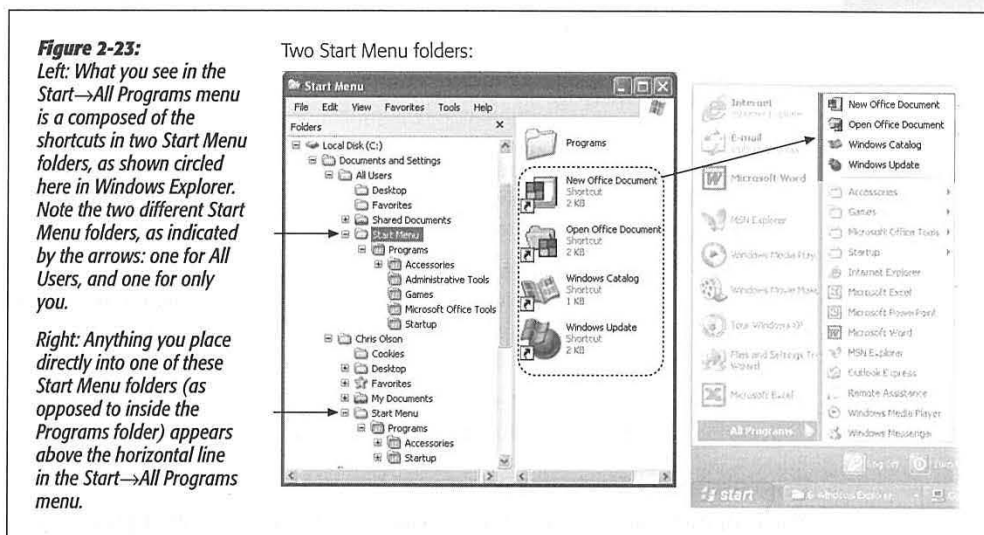 Figure 2-23:
Left: What you see in the
Start→All Programs menu
is a composed of the
shortcuts in two Start Menu
folders, as shown circled
here in Windows Explorer.
Note the two different Start
Menu folders, as indicated
by the arrows: one for All
Users, and one for only
you.
Right: Anything you place
directly into one of these
Start Menu folders (as
opposed to inside the
Programs folder) appears
above the horizontal line
in the Start→All Programs
menu.
Two Start Menu folders:
Start Menu
File Edit View Favorites Tools Help
Folders
Local Disk (C:)
Documents and Settings
All Users
Desktop
Favorites
Shared Documents
Start Menu
Programs
Accessories
Administrative Tools
Games
Microsoft Office Tools
Startup
Chris Olson
Cookies
Desktop
Favorites
My Documents
Start Menu
Programs
Accessories
Startup
Programs
New Office Document
Shortcut
2 KB
Open Office Document
Shortcut
2 KB
Windows Catalog
Shortcut
1 KB
Windows Update
Shortcut
2 KB
Internet
E-mail
Microsoft Word
MSN Explorer
Windows Media Play
Windows Movie Make
Tour Windows XP
Files and Settings Tra
Wizard
Microsoft Excel
All Programs
New Office Document
Open Office Document
Windows Catalog
Windows Update
Accessories
Games
Microsoft Office Tools
Startup
Internet Explorer
Microsoft Excel
Microsoft PowerPoint
Microsoft Word
MSN Explorer
Outlook Express
Remote Assistance
Windows Media Player
Windows Messenger
Log Off
start
6 Windows Explorer